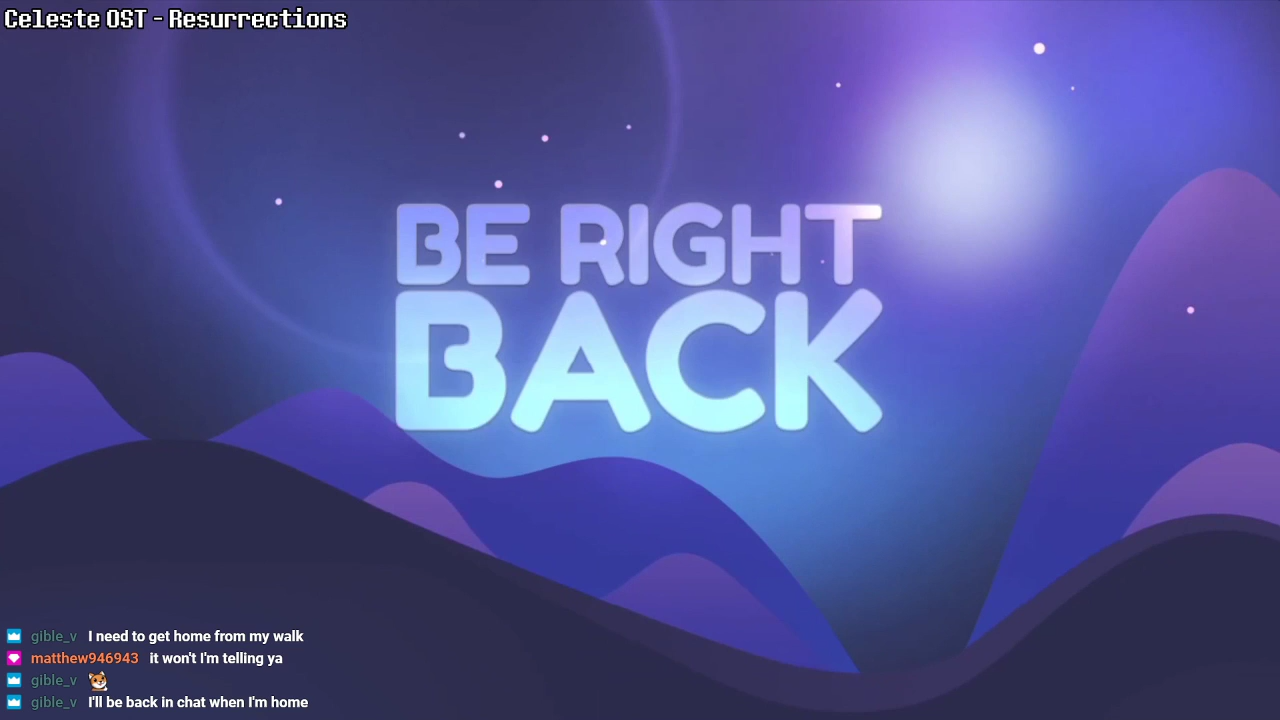 Celeste OST - Resurrections
BE RIGHT
BACK
gible_v I need to get home from my walk
matthew946943 it won't I'm telling ya
gible_v
gible_v I'll be back in chat when I'm home